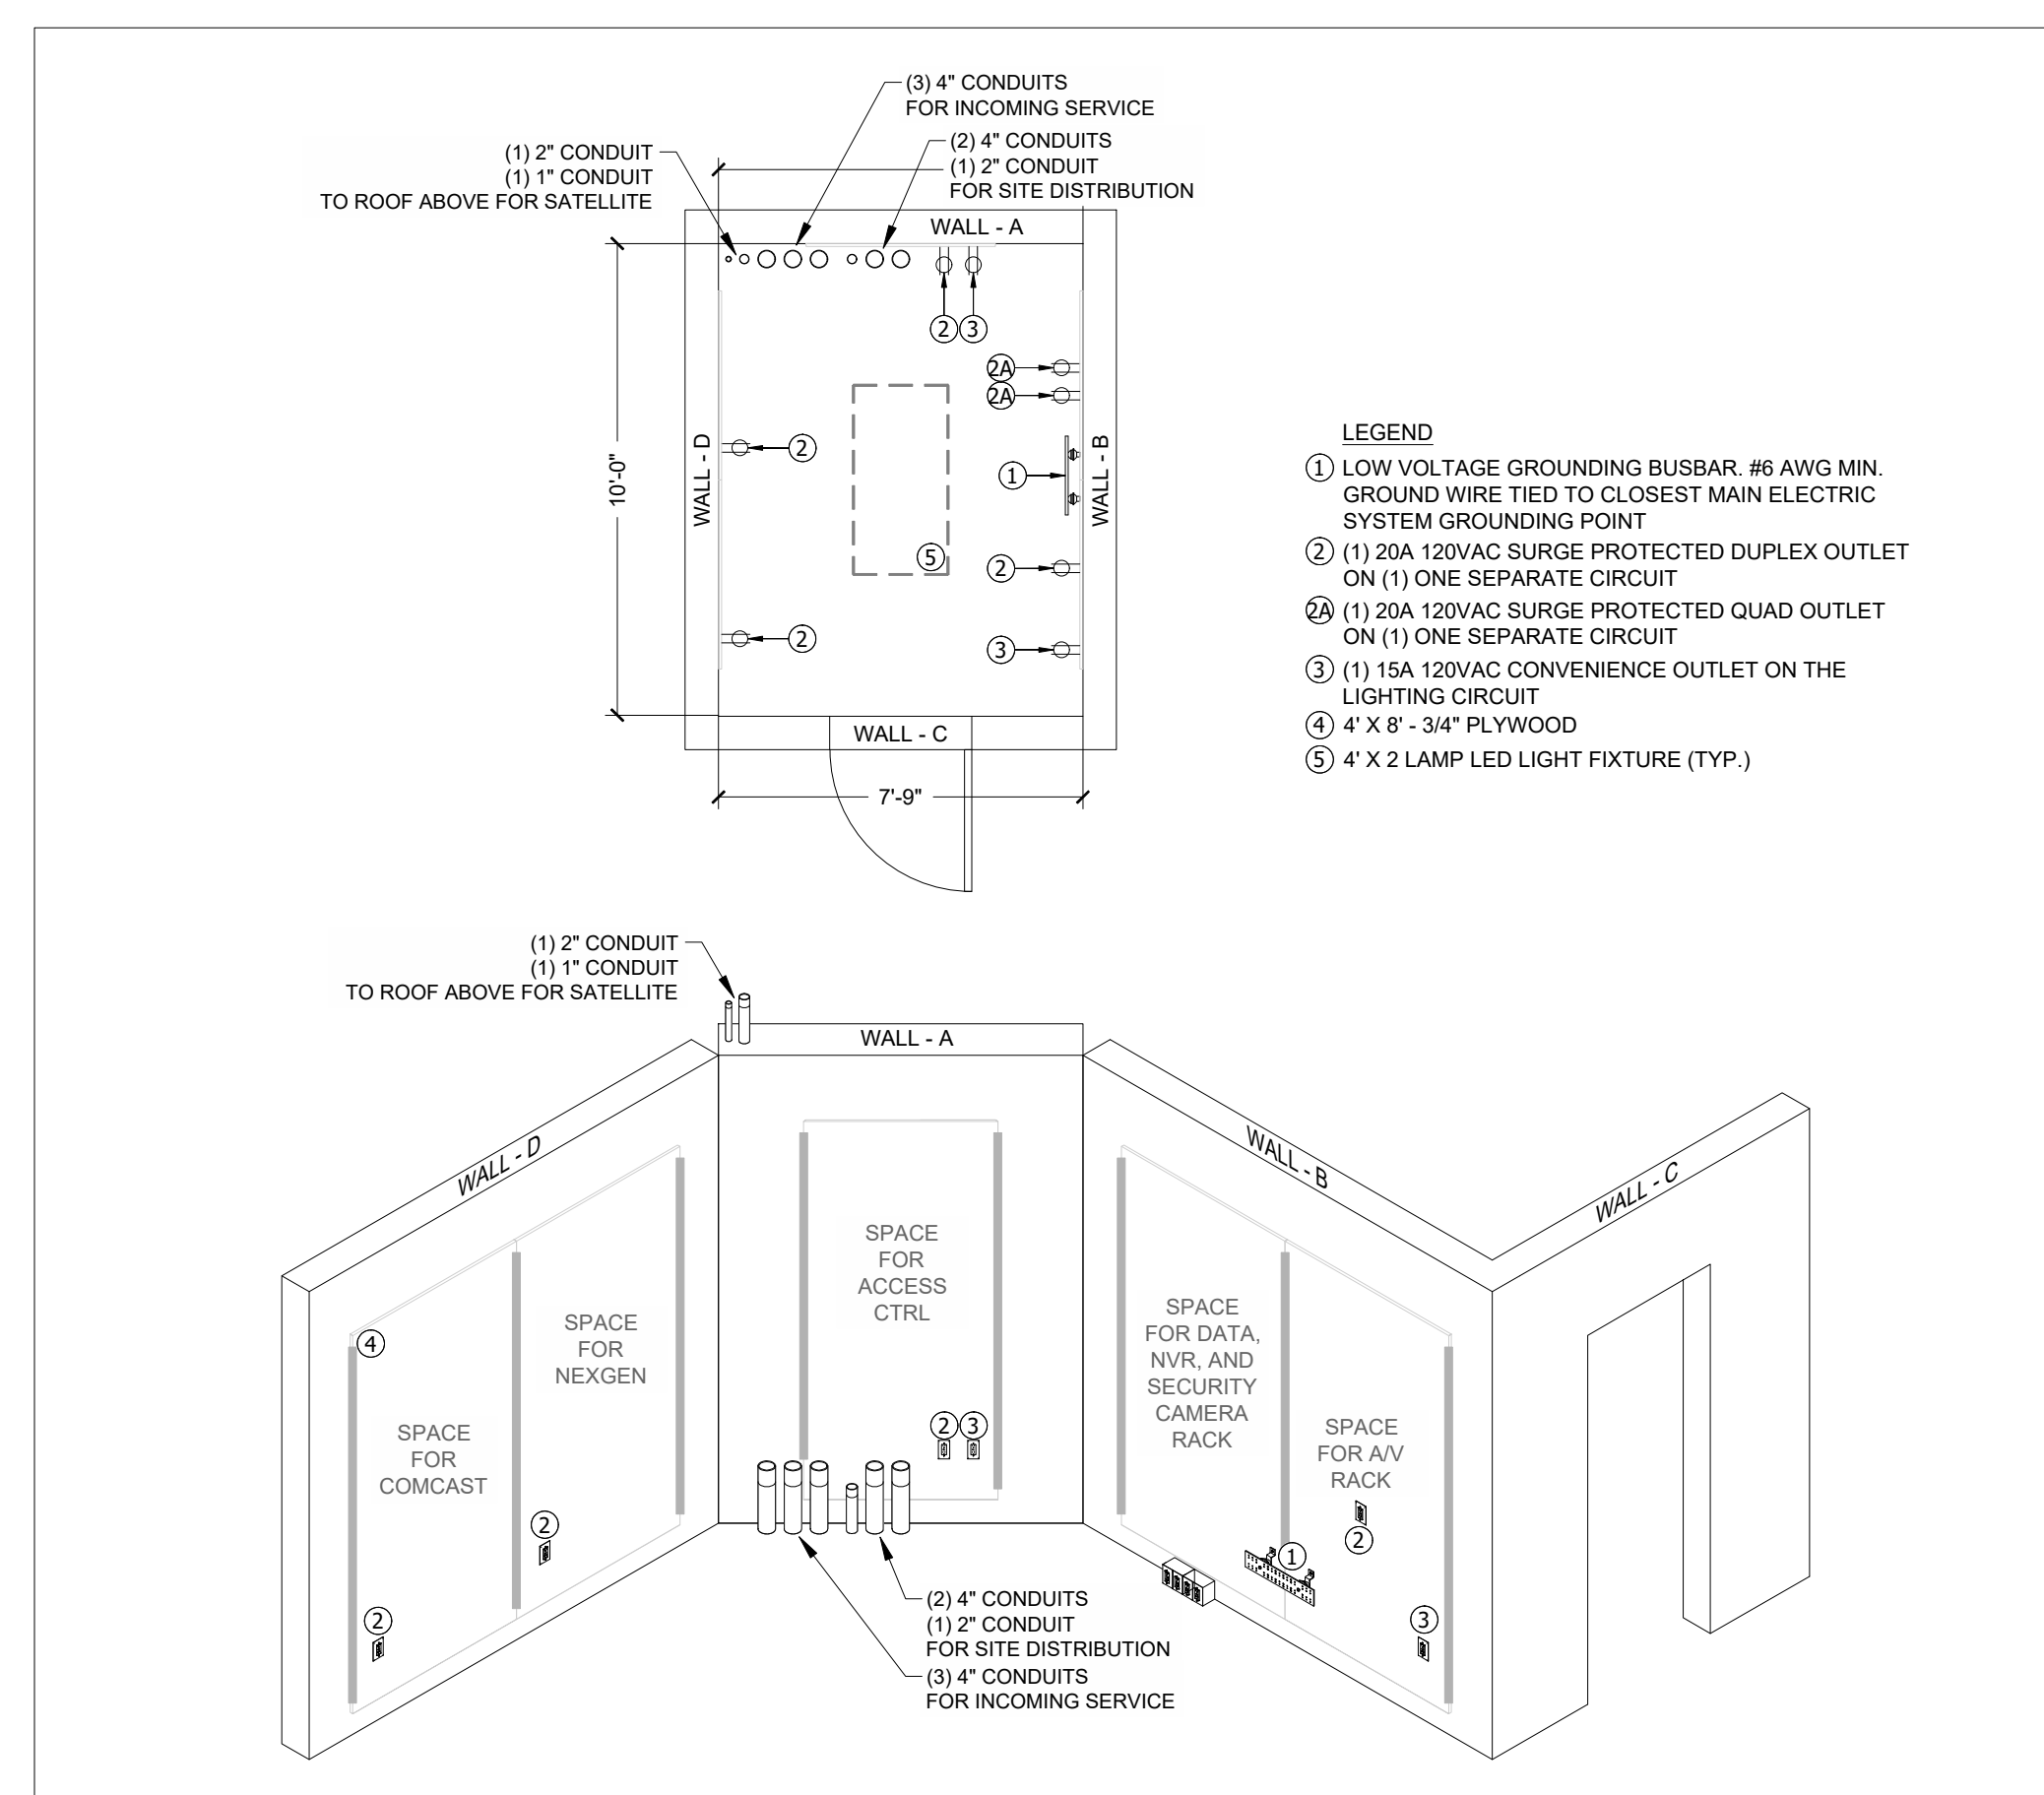 (3) 4" CONDUITS
FOR INCOMING SERVICE
(2) 4" CONDUITS
(1) 2" CONDUIT
FOR SITE DISTRIBUTION
(1) 2" CONDUIT
(1) 1" CONDUIT
TO ROOF ABOVE FOR SATELLITE
WALL - A
2
3
2A
2A
10'-0"
WALL - D
2
1
WALL - B
5
2
2
3
WALL - C
7'-9"
LEGEND
1 LOW VOLTAGE GROUNDING BUSBAR. #6 AWG MIN.
GROUND WIRE TIED TO CLOSEST MAIN ELECTRIC
SYSTEM GROUNDING POINT
2 (1) 20A 120VAC SURGE PROTECTED DUPLEX OUTLET
ON (1) ONE SEPARATE CIRCUIT
2A (1) 20A 120VAC SURGE PROTECTED QUAD OUTLET
ON (1) ONE SEPARATE CIRCUIT
3 (1) 15A 120VAC CONVENIENCE OUTLET ON THE
LIGHTING CIRCUIT
4 4' X 8' - 3/4" PLYWOOD
5 4' X 2 LAMP LED LIGHT FIXTURE (TYP.)
(1) 2" CONDUIT
(1) 1" CONDUIT
TO ROOF ABOVE FOR SATELLITE
WALL - A
WALL - D
WALL - B
WALL - C
4
SPACE
FOR
COMCAST
SPACE
FOR
NEXGEN
2
2
SPACE
FOR
ACCESS
CTRL
2
3
SPACE
FOR DATA,
NVR, AND
SECURITY
CAMERA
RACK
SPACE
FOR A/V
RACK
2
1
3
(2) 4" CONDUITS
(1) 2" CONDUIT
FOR SITE DISTRIBUTION
(3) 4" CONDUITS
FOR INCOMING SERVICE